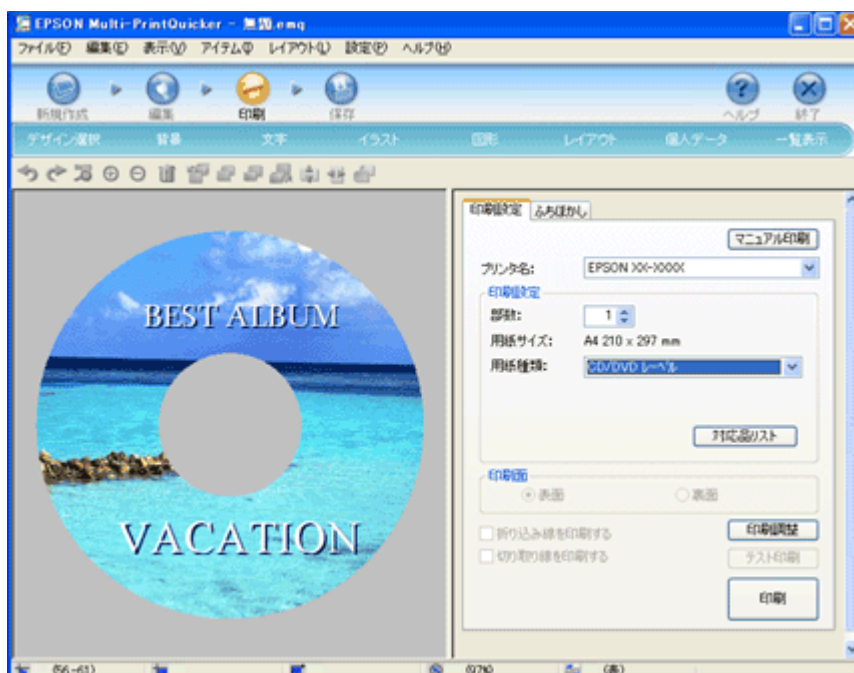 EPSON Multi-PrintQuicker - 無題.emq
ファイル(F) 編集(E) 表示(V) アイテム(I) レイアウト(L) 設定(P) ヘルプ(H)
新規作成 編集 印刷 保存 ヘルプ 終了
デザイン選択 背景 文字 イラスト 図形 レイアウト 個人データ 一覧表示
印刷設定 ふちぼかし
マニュアル印刷
プリンタ名: EPSON XX-XXXX
印刷設定
部数: 1
用紙サイズ: A4 210 x 297 mm
用紙種類: CD/DVD レーベル
対応品リスト
印刷面
表面 裏面
折り込み線を印刷する 印刷調整
切り取り線を印刷する テスト印刷
印刷
BEST ALBUM
VACATION
(97%) (表)